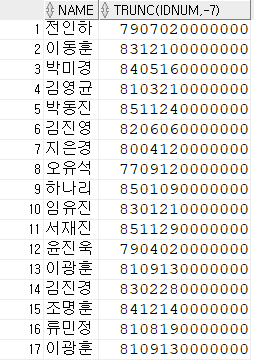 NAME TRUNC(IDNUM,-7)
1 전인하 7907020000000
2 이동훈 8312100000000
3 박미경 8405160000000
4 김영균 8103210000000
5 박동진 8511240000000
6 김진영 8206060000000
7 지은경 8004120000000
8 오유석 7709120000000
9 하나리 8501090000000
10 임유진 8301210000000
11 서재진 8511290000000
12 윤진욱 7904020000000
13 이광훈 8109130000000
14 김진경 8302280000000
15 조명훈 8412140000000
16 류민정 8108190000000
17 이광훈 8109130000000